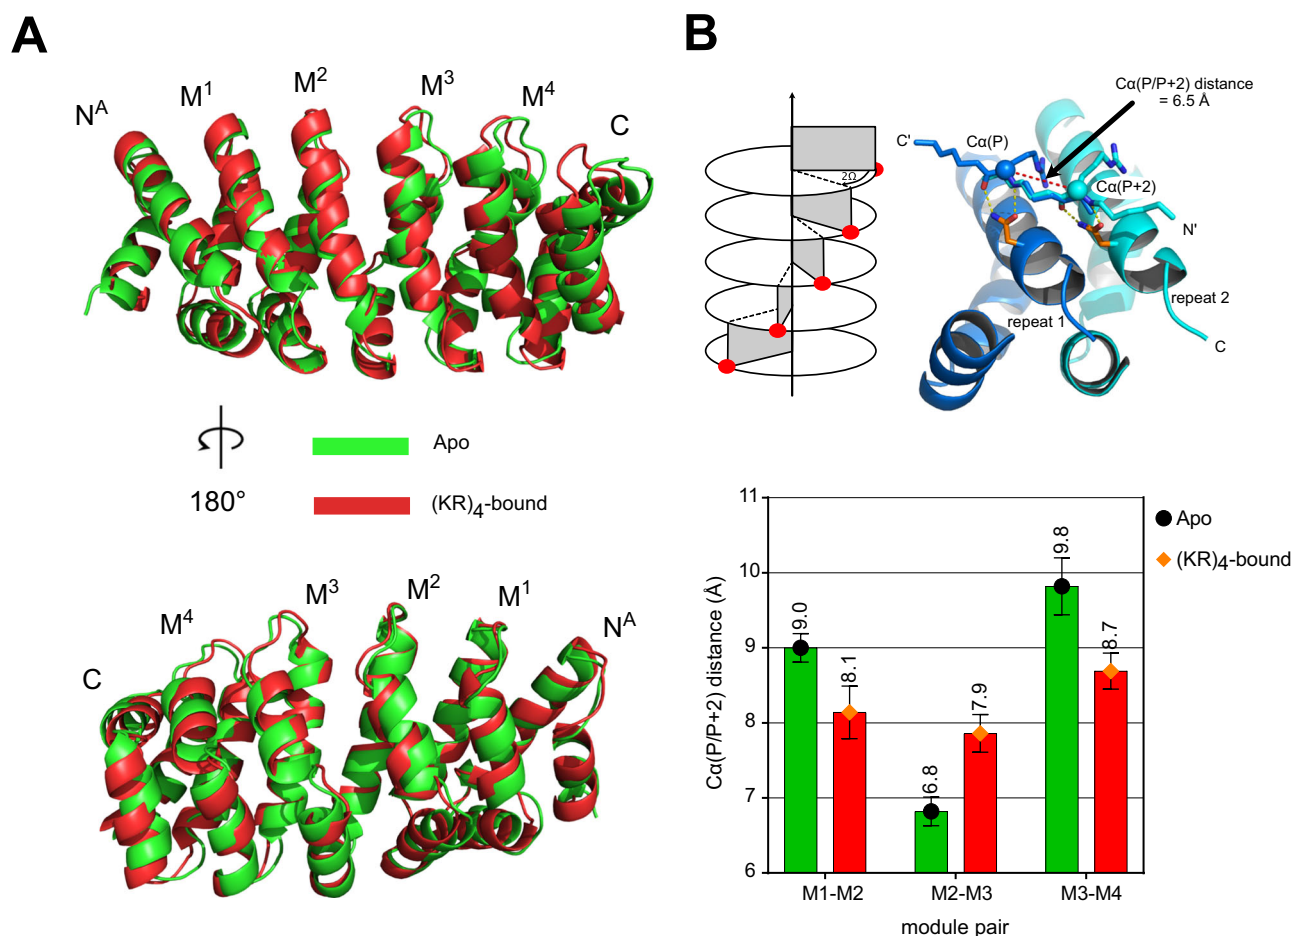 A
N^A
M^1
M^2
M^3
M^4
C
180°
Apo
(KR)4-bound
M^4
M^3
M^2
M^1
N^A
C
B
2Ω
Cα(P/P+2) distance
= 6.5 Å
C'
Cα(P)
Cα(P+2)
N'
repeat 2
repeat 1
C
11
10
9
8
7
6
Cα(P/P+2) distance (Å)
9.0
8.1
6.8
7.9
9.8
8.7
M1-M2
M2-M3
M3-M4
module pair
Apo
(KR)4-bound